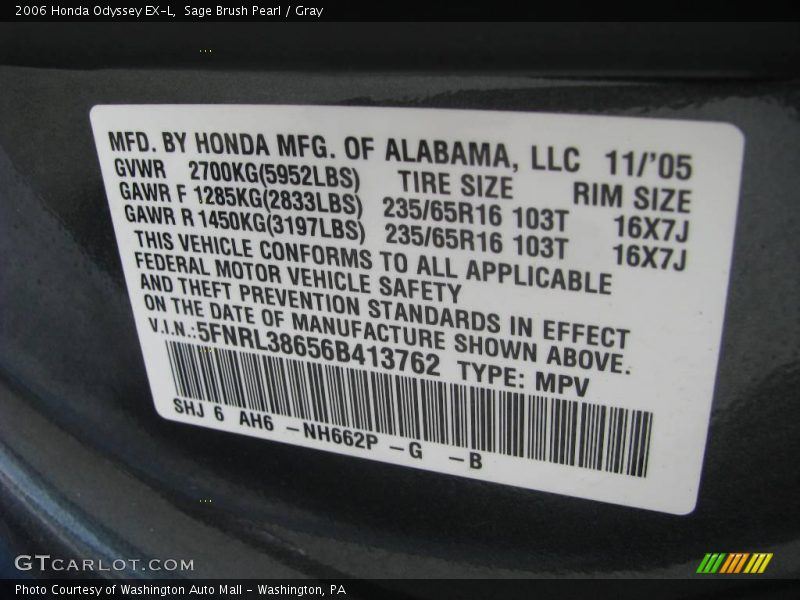 2006 Honda Odyssey EX-L,  Sage Brush Pearl / Gray
MFD. BY HONDA MFG. OF ALABAMA, LLC 11/'05
GVWR 2700KG(5952LBS) TIRE SIZE RIM SIZE
GAWR F 1285KG(2833LBS) 235/65R16 103T 16X7J
GAWR R 1450KG(3197LBS) 235/65R16 103T 16X7J
THIS VEHICLE CONFORMS TO ALL APPLICABLE
FEDERAL MOTOR VEHICLE SAFETY
AND THEFT PREVENTION STANDARDS IN EFFECT
ON THE DATE OF MANUFACTURE SHOWN ABOVE.
V.I.N.:5FNRL38656B413762 TYPE: MPV
SHJ 6 AH6 -NH662P -G -B
GTCARLOT.COM
Photo Courtesy of Washington Auto Mall - Washington, PA